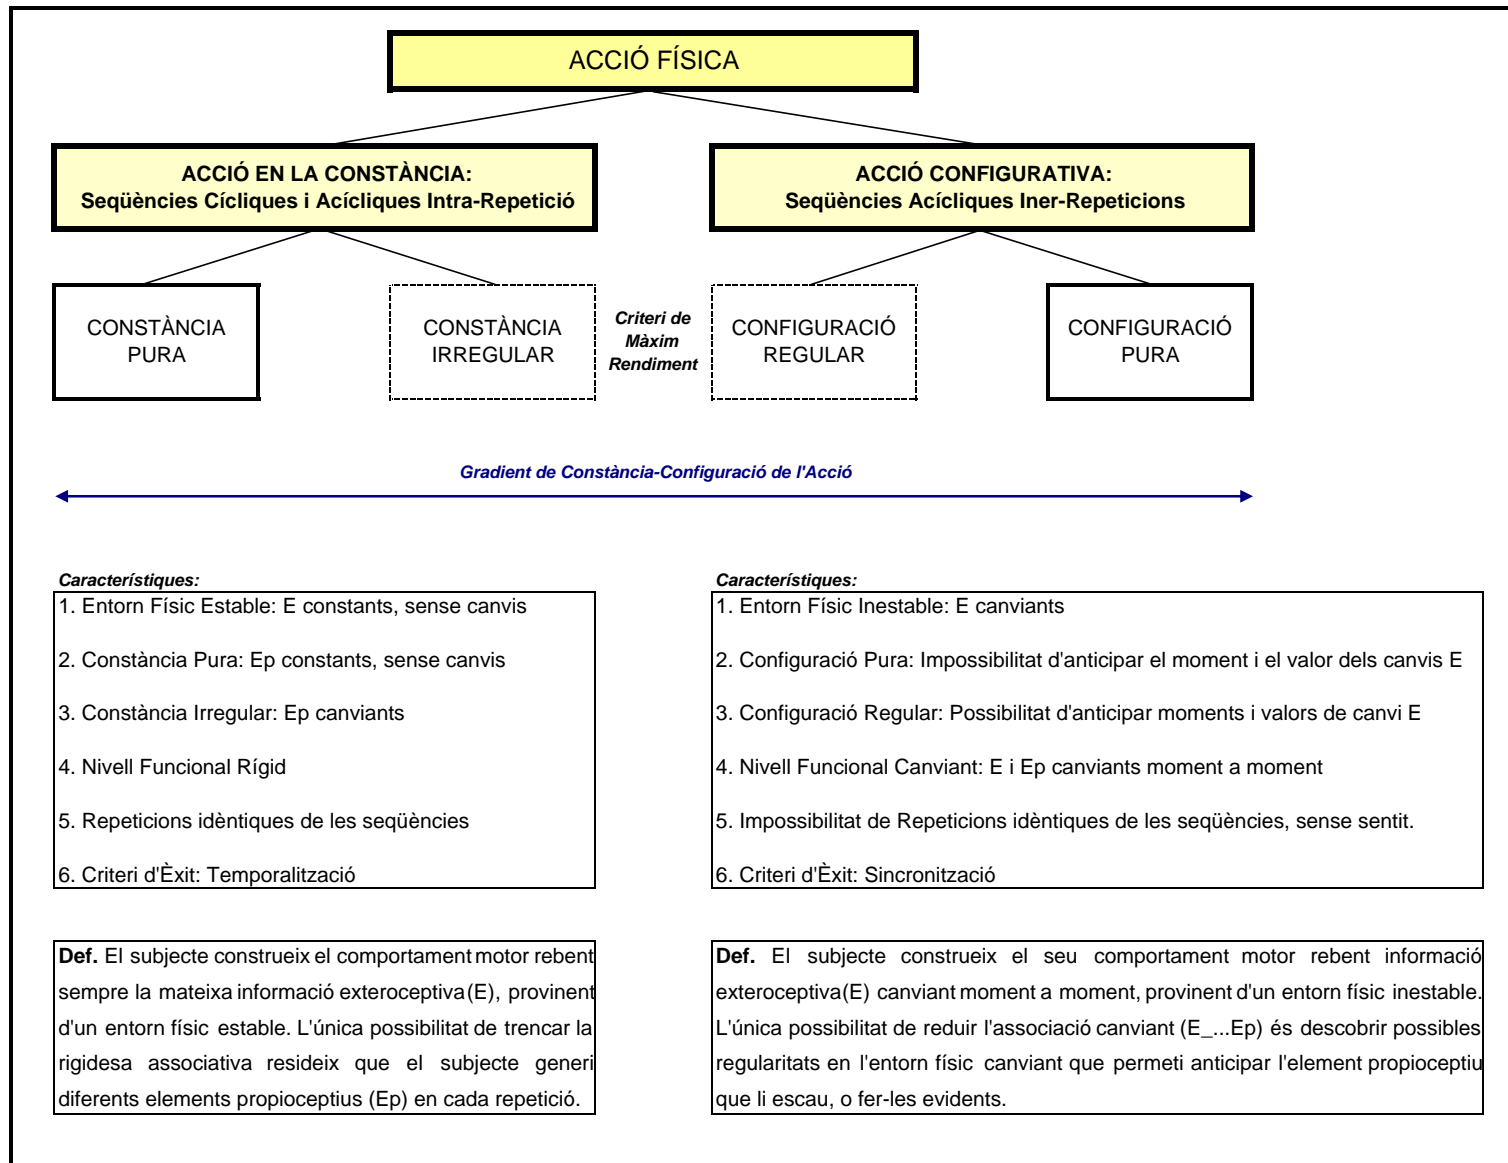 ACCIÓ FÍSICA
ACCIÓ EN LA CONSTÀNCIA:
Seqüències Cícliques i Acícliques Intra-Repetició
ACCIÓ CONFIGURATIVA:
Seqüències Acícliques Iner-Repeticions
CONSTÀNCIA
PURA
CONSTÀNCIA
IRREGULAR
Criteri de
Màxim
Rendiment
CONFIGURACIÓ
REGULAR
CONFIGURACIÓ
PURA
Gradient de Constància-Configuració de l'Acció
Característiques:
1. Entorn Físic Estable: E constants, sense canvis
2. Constància Pura: Ep constants, sense canvis
3. Constància Irregular: Ep canviants
4. Nivell Funcional Rígid
5. Repeticions idèntiques de les seqüències
6. Criteri d'Èxit: Temporalització
Característiques:
1. Entorn Físic Inestable: E canviants
2. Configuració Pura: Impossibilitat d'anticipar el moment i el valor dels canvis E
3. Configuració Regular: Possibilitat d'anticipar moments i valors de canvi E
4. Nivell Funcional Canviant: E i Ep canviants moment a moment
5. Impossibilitat de Repeticions idèntiques de les seqüències, sense sentit.
6. Criteri d'Èxit: Sincronització
Def. El subjecte construeix el comportament motor rebent
sempre la mateixa informació exteroceptiva (E), provinent
d'un entorn físic estable. L'única possibilitat de trencar la
rigidesa associativa resideix que el subjecte generi
diferents elements propioceptius (Ep) en cada repetició.
Def. El subjecte construeix el seu comportament motor rebent informació
exteroceptiva(E) canviant moment a moment, provinent d'un entorn físic inestable.
L'única possibilitat de reduir l'associació canviant (E_...Ep) és descobrir possibles
regularitats en l'entorn físic canviant que permeti anticipar l'element propioceptiu
que li escau, o fer-les evidents.